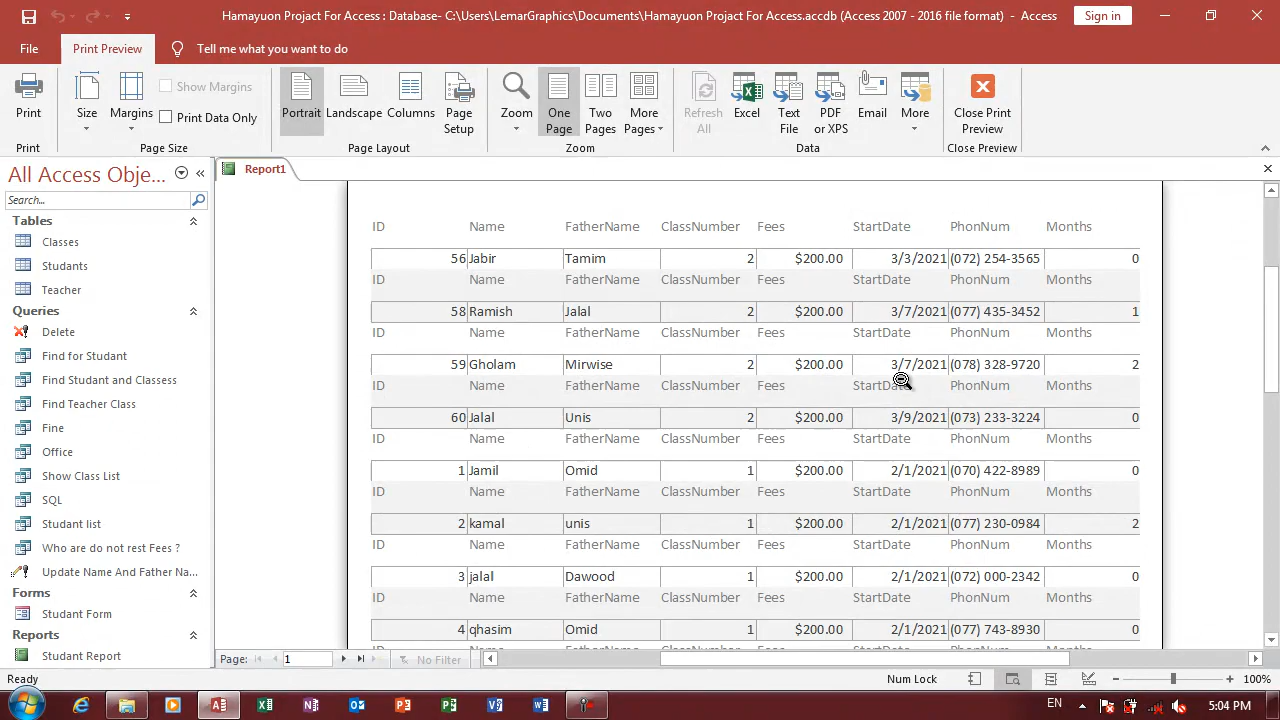 Hamayuon Project For Access : Database- C:\Users\LemarGraphics\Documents\Hamayuon Project For Access.accdb (Access 2007 - 2016 file format) - Access
Sign in
File
Print Preview
Tell me what you want to do
Print
Size
Margins
Show Margins
Print Data Only
Portrait
Landscape
Columns
Page Setup
Zoom
One Page
Two Pages
More Pages
Refresh All
Excel
Text File
PDF or XPS
Email
More
Close Print Preview
Print
Page Size
Page Layout
Zoom
Data
Close Preview
All Access Obje...
Search...
Tables
Classes
Students
Teacher
Queries
Delete
Find for Student
Find Student and Classess
Find Teacher Class
Fine
Office
Show Class List
SQL
Student list
Who are do not rest Fees ?
Update Name And Father Na...
Forms
Student Form
Reports
Student Report
Report1
ID Name FatherName ClassNumber Fees StartDate PhonNum Months
56 Jabir Tamim 2 $200.00 3/3/2021 (072) 254-3565 0
ID Name FatherName ClassNumber Fees StartDate PhonNum Months
58 Ramish Jalal 2 $200.00 3/7/2021 (077) 435-3452 1
ID Name FatherName ClassNumber Fees StartDate PhonNum Months
59 Gholam Mirwise 2 $200.00 3/7/2021 (078) 328-9720 2
ID Name FatherName ClassNumber Fees StartDate PhonNum Months
60 Jalal Unis 2 $200.00 3/9/2021 (073) 233-3224 0
ID Name FatherName ClassNumber Fees StartDate PhonNum Months
1 Jamil Omid 1 $200.00 2/1/2021 (070) 422-8989 0
ID Name FatherName ClassNumber Fees StartDate PhonNum Months
2 kamal unis 1 $200.00 2/1/2021 (077) 230-0984 2
ID Name FatherName ClassNumber Fees StartDate PhonNum Months
3 jalal Dawood 1 $200.00 2/1/2021 (072) 000-2342 0
ID Name FatherName ClassNumber Fees StartDate PhonNum Months
4 qhasim Omid 1 $200.00 2/1/2021 (077) 743-8930 0
Page: 1
No Filter
Ready
Num Lock
100%
EN
5:04 PM